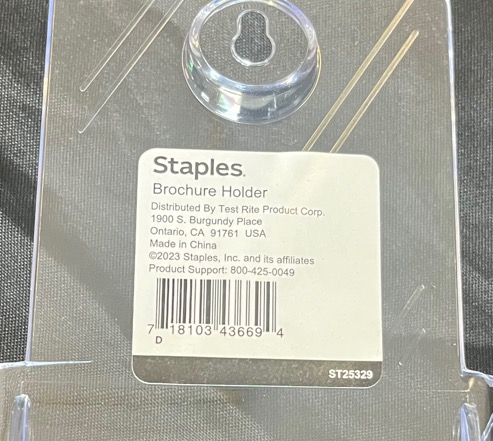 Staples.
Brochure Holder
Distributed By Test Rite Product Corp.
1900 S. Burgundy Place
Ontario, CA 91761 USA
Made in China
©2023 Staples, Inc. and its affiliates
Product Support: 800-425-0049
7 18103 43669 4
D
ST25329